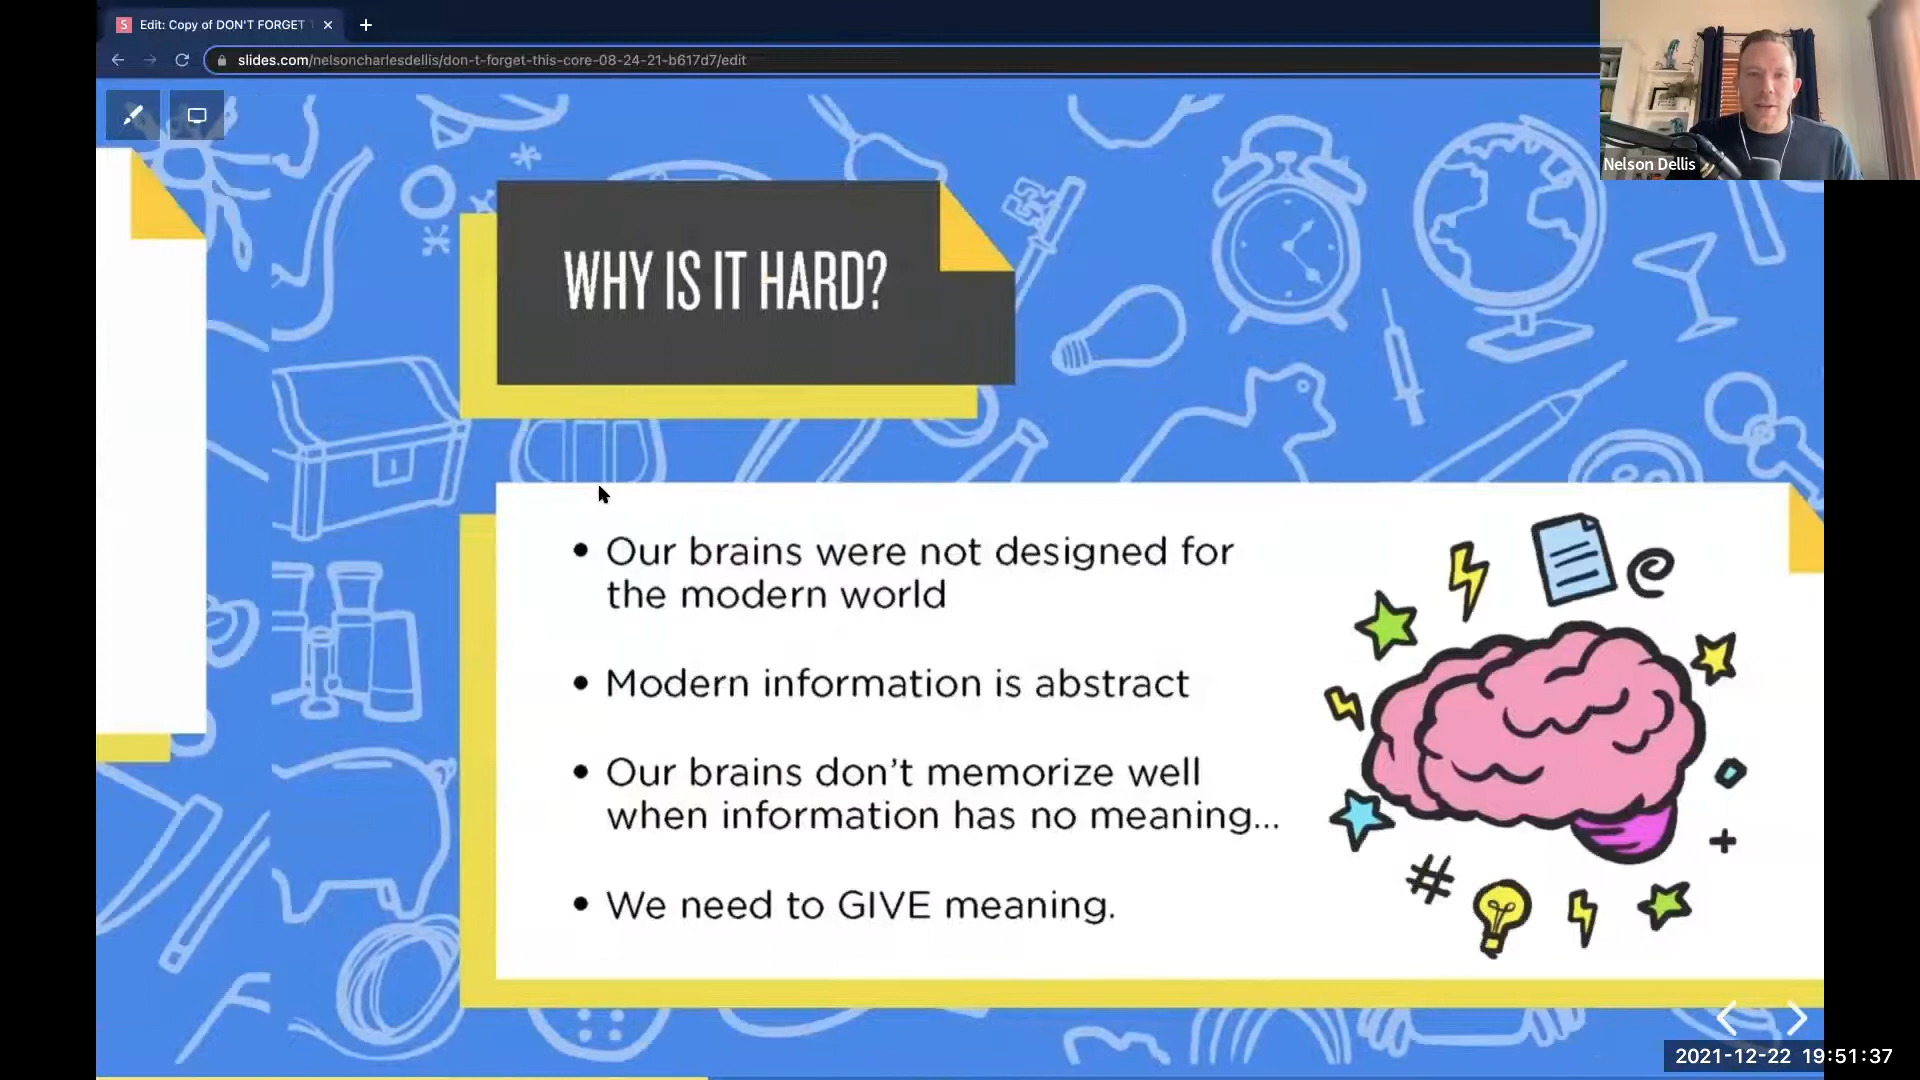 S Edit: Copy of DON'T FORGET
slides.com/nelsoncharlesdellis/don-t-forget-this-core-08-24-21-b617d7/edit
Nelson Dellis
WHY IS IT HARD?
• Our brains were not designed for
the modern world
• Modern information is abstract
• Our brains don't memorize well
when information has no meaning...
• We need to GIVE meaning.
#
+
2021-12-22 19:51:37